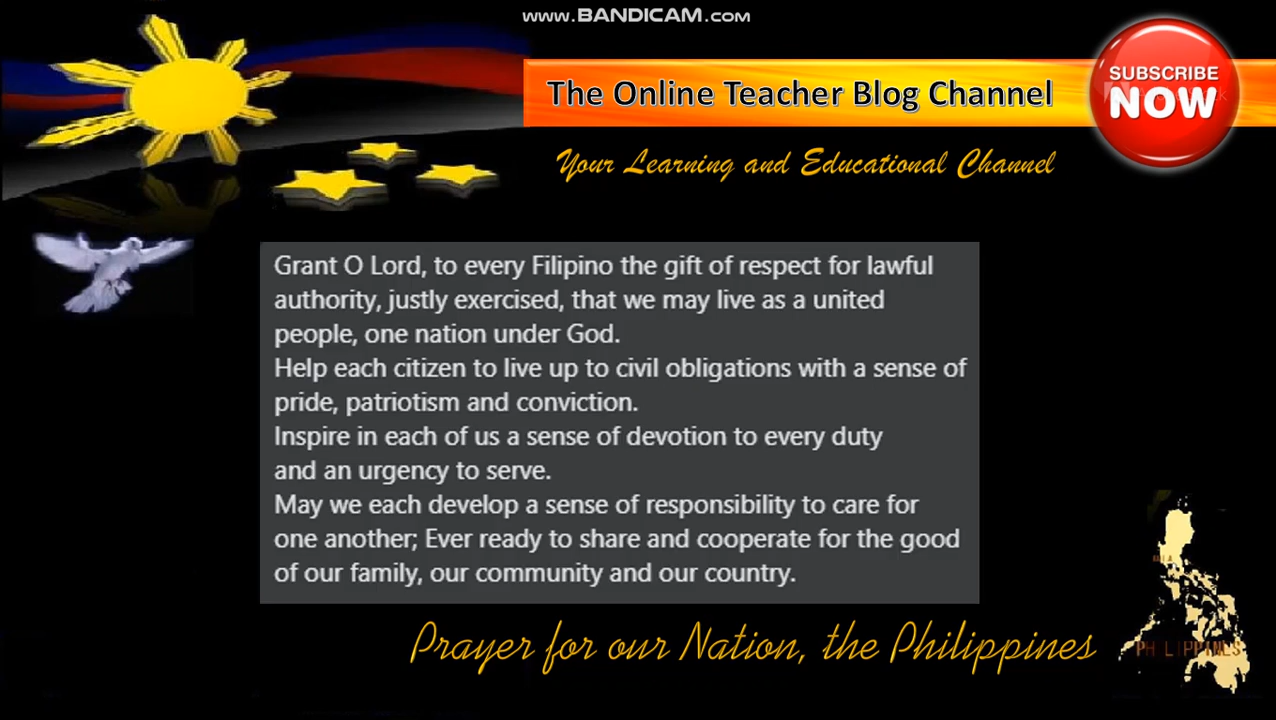 www.BANDICAM.com
The Online Teacher Blog Channel
SUBSCRIBE
NOW
Your Learning and Educational Channel
Grant O Lord, to every Filipino the gift of respect for lawful
authority, justly exercised, that we may live as a united
people, one nation under God.
Help each citizen to live up to civil obligations with a sense of
pride, patriotism and conviction.
Inspire in each of us a sense of devotion to every duty
and an urgency to serve.
May we each develop a sense of responsibility to care for
one another; Ever ready to share and cooperate for the good
of our family, our community and our country.
PHILIPPINES
Prayer for our Nation, the Philippines